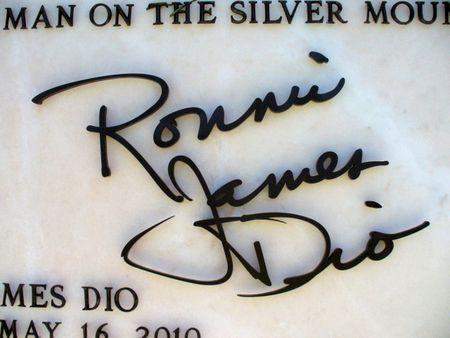 MAN ON THE SILVER MOU
Ronnie
James
Dio
MES DIO
MAY 16, 2010